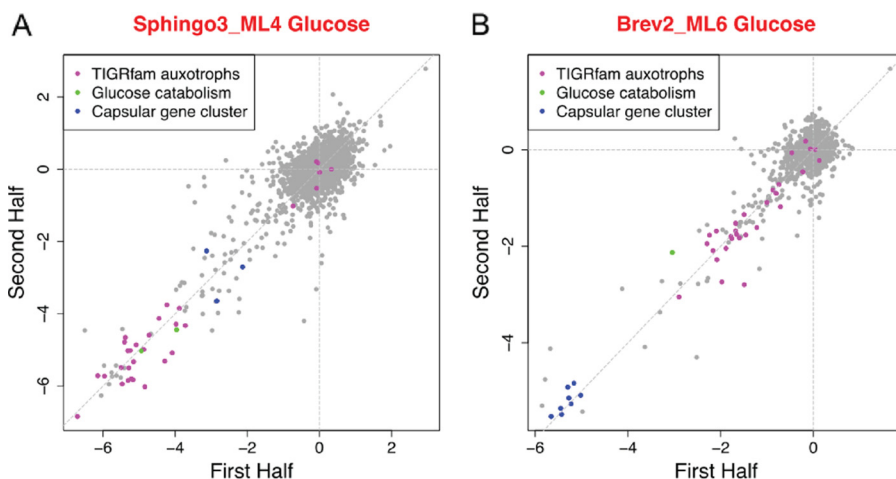 A
Sphingo3_ML4 Glucose
TIGRfam auxotrophs
Glucose catabolism
Capsular gene cluster
Second Half
2
0
−2
−4
−6
−6
−4
−2
0
2
First Half
B
Brev2_ML6 Glucose
TIGRfam auxotrophs
Glucose catabolism
Capsular gene cluster
Second Half
0
−2
−4
−6
−4
−2
0
First Half